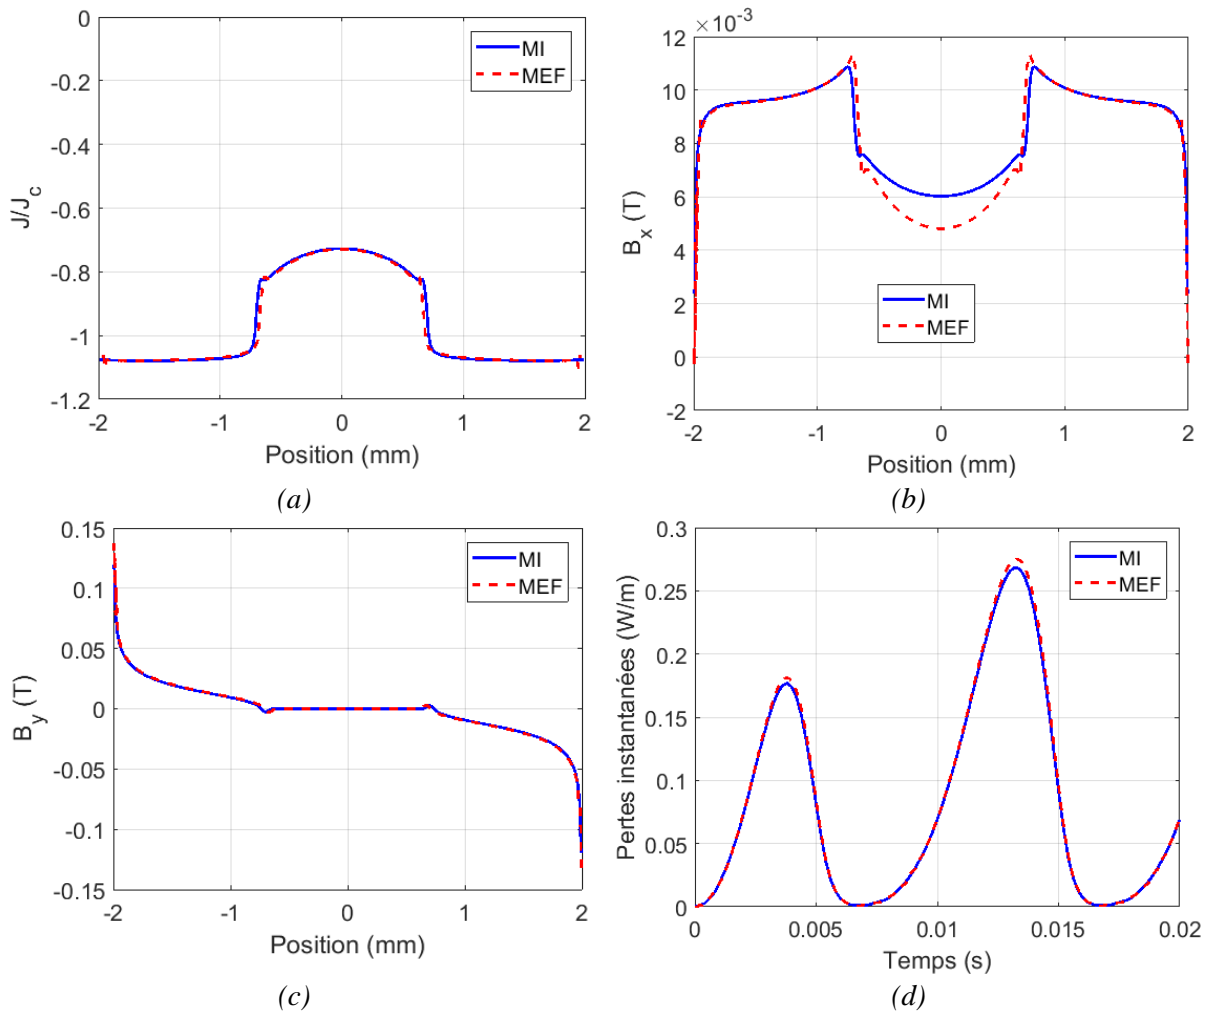 0
-0.2
-0.4
-0.6
-0.8
-1
-1.2
J/Jc
-2
-1
0
1
2
Position (mm)
MI
MEF
(a)
×10-3
12
10
8
6
4
2
0
-2
Bx (T)
-2
-1
0
1
2
Position (mm)
MI
MEF
(b)
0.15
0.1
0.05
0
-0.05
-0.1
-0.15
By (T)
-2
-1
0
1
2
Position (mm)
MI
MEF
(c)
0.3
0.25
0.2
0.15
0.1
0.05
0
Pertes instantanées (W/m)
0
0.005
0.01
0.015
0.02
Temps (s)
MI
MEF
(d)